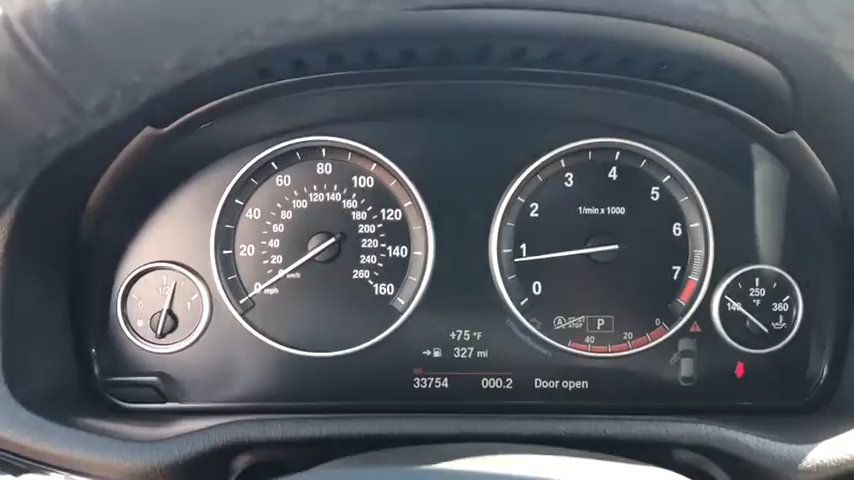 0 20 40 60 80 100 120 140 160
mph
20 40 60 80 100 120 140 160 180 200 220 240 260
km/h
0 1 2 3 4 5 6 7
1/min x 1000
0 1/2 1
140 250 360
°F
A STOP P
40 20 0
+75 °F
327 mi
33754 000.2 DOOR open